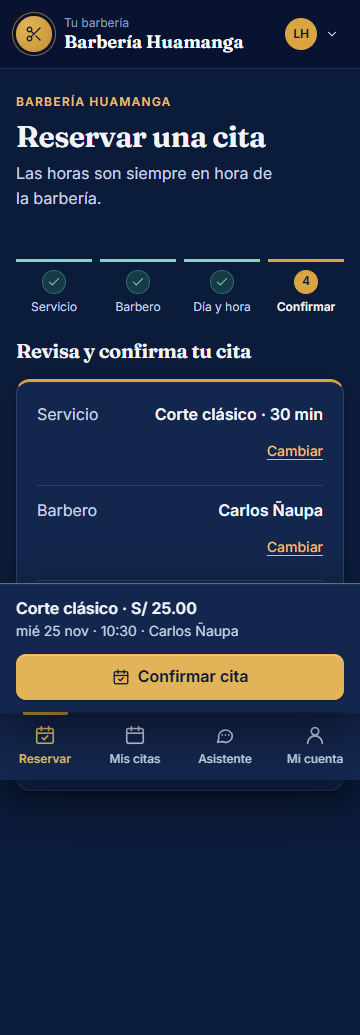 Tu barbería
Barbería Huamanga
LH
BARBERÍA HUAMANGA
Reservar una cita
Las horas son siempre en hora de
la barbería.
4
Servicio
Barbero
Día y hora
Confirmar
Revisa y confirma tu cita
Servicio
Corte clásico · 30 min
Cambiar
Barbero
Carlos Ñaupa
Cambiar
Corte clásico · S/ 25.00
mié 25 nov · 10:30 · Carlos Ñaupa
Confirmar cita
Reservar
Mis citas
Asistente
Mi cuenta